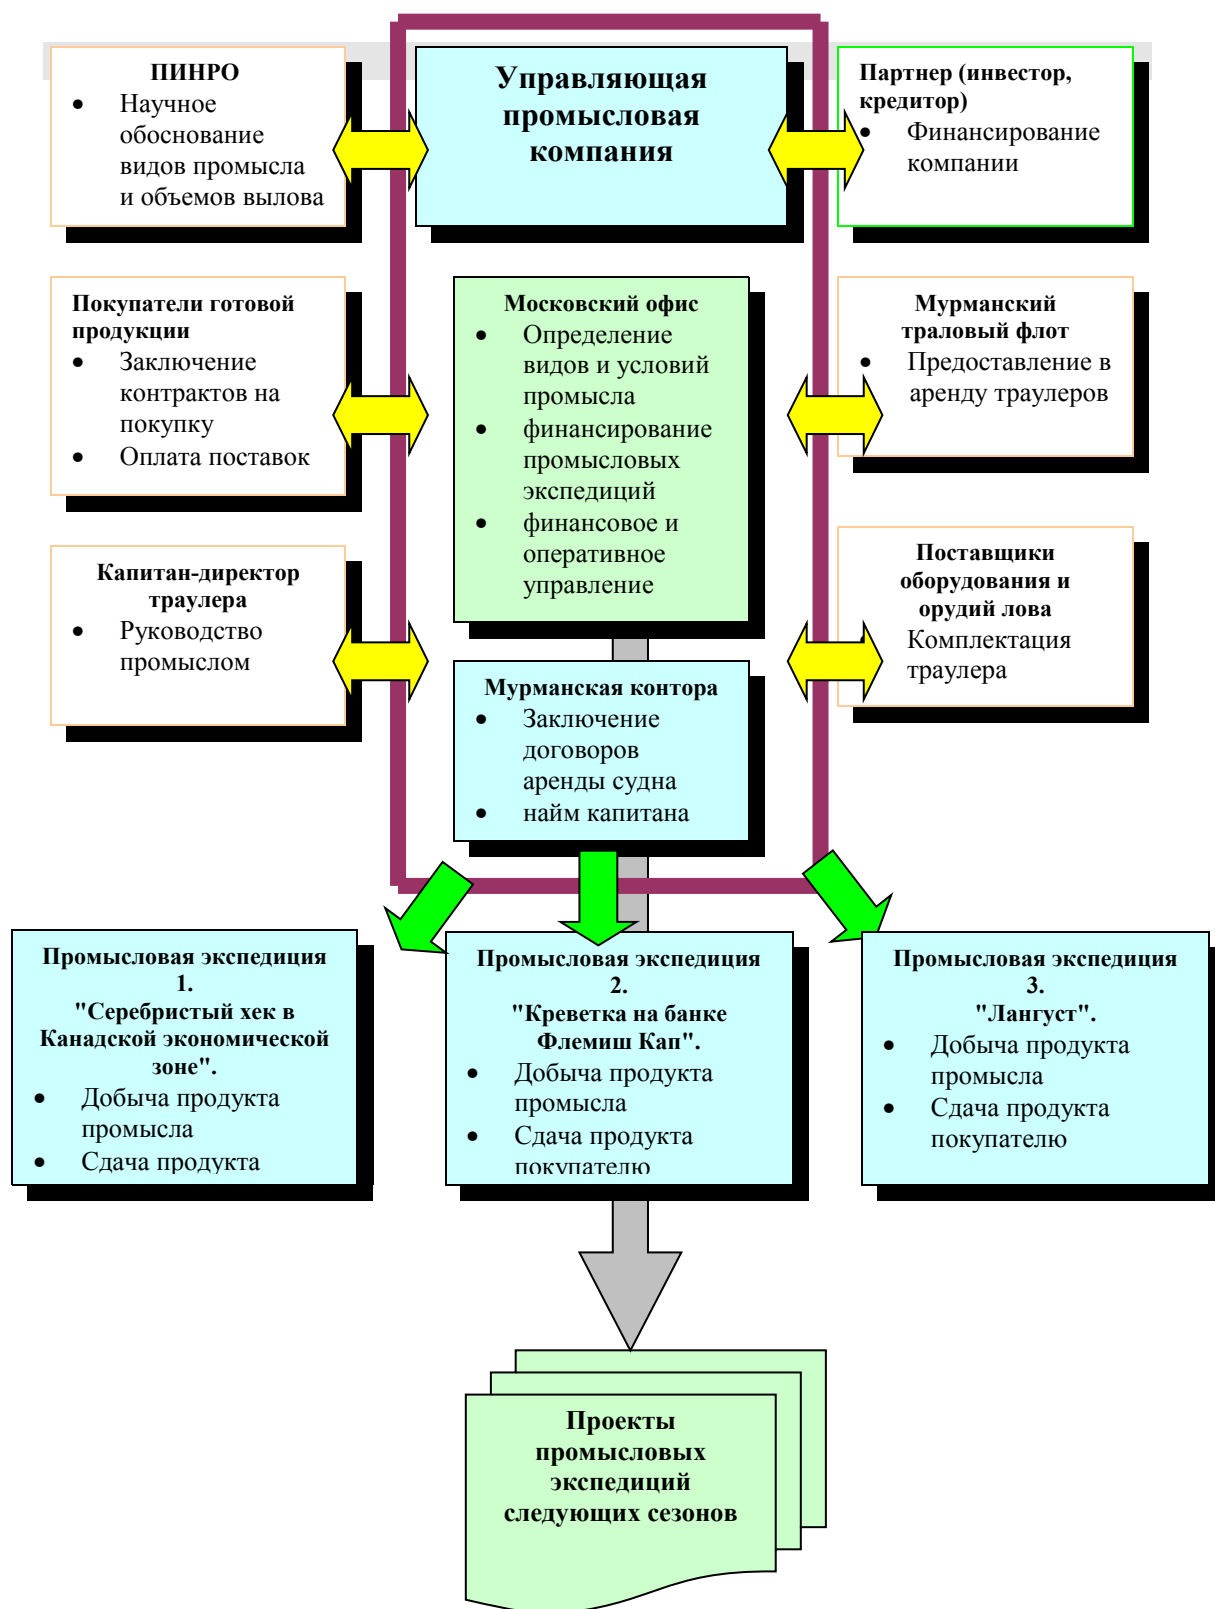 ПИНРО
• Научное
обоснование
видов промысла
и объемов вылова
Управляющая
промысловая
компания
Партнер (инвестор,
кредитор)
• Финансирование
компании
Покупатели готовой
продукции
• Заключение
контрактов на
покупку
• Оплата поставок
Московский офис
• Определение
видов и условий
промысла
• финансирование
промысловых
экспедиций
• финансовое и
оперативное
управление
Мурманский
траловый флот
• Предоставление в
аренду траулеров
Капитан-директор
траулера
• Руководство
промыслом
Поставщики
оборудования и
орудий лова
• Комплектация
траулера
Мурманская контора
• Заключение
договоров
аренды судна
• найм капитана
Промысловая экспедиция
1.
"Серебристый хек в
Канадской экономической
зоне".
• Добыча продукта
промысла
• Сдача продукта
Промысловая экспедиция
2.
"Креветка на банке
Флемиш Кап".
• Добыча продукта
промысла
• Сдача продукта
покупателю
Промысловая экспедиция
3.
"Лангуст".
• Добыча продукта
промысла
• Сдача продукта
покупателю
Проекты
промысловых
экспедиций
следующих сезонов